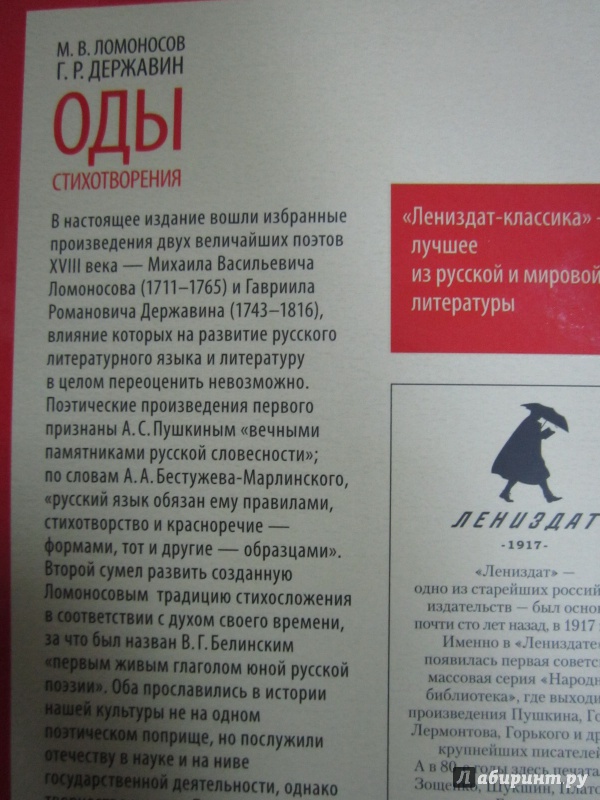 М. В. ЛОМОНОСОВ
Г. Р. ДЕРЖАВИН
ОДЫ
СТИХОТВОРЕНИЯ
В настоящее издание вошли избранные
произведения двух величайших поэтов
XVIII века — Михаила Васильевича
Ломоносова (1711–1765) и Гавриила
Романовича Державина (1743–1816),
влияние которых на развитие русского
литературного языка и литературу
в целом переоценить невозможно.
Поэтические произведения первого
признаны А. С. Пушкиным «вечными
памятниками русской словесности»;
по словам А. А. Бестужева-Марлинского,
«русский язык обязан ему правилами,
стихотворство и красноречие —
формами, тот и другие — образцами».
Второй сумел развить созданную
Ломоносовым традицию стихосложения
в соответствии с духом своего времени,
за что был назван В. Г. Белинским
«первым живым глаголом юной русской
поэзии». Оба прославились в истории
нашей культуры не на одном
поэтическом поприще, но послужили
отечеству в науке и на ниве
государственной деятельности, однако
«Лениздат-классика» -
лучшее
из русской и мировой
литературы
ЛЕНИЗДАТ
-1917-
«Лениздат» —
одно из старейших россий
издательств — был основ
почти сто лет назад, в 1917 г
Именно в «Лениздате»
появилась первая советс
массовая серия «Народн
библиотека», где выходи
произведения Пушкина, Го
Лермонтова, Горького и др
крупнейших писателей
А в 80-е годы здесь печатал
Зощенко, Шукшин, Платон
Лабиринт.ру